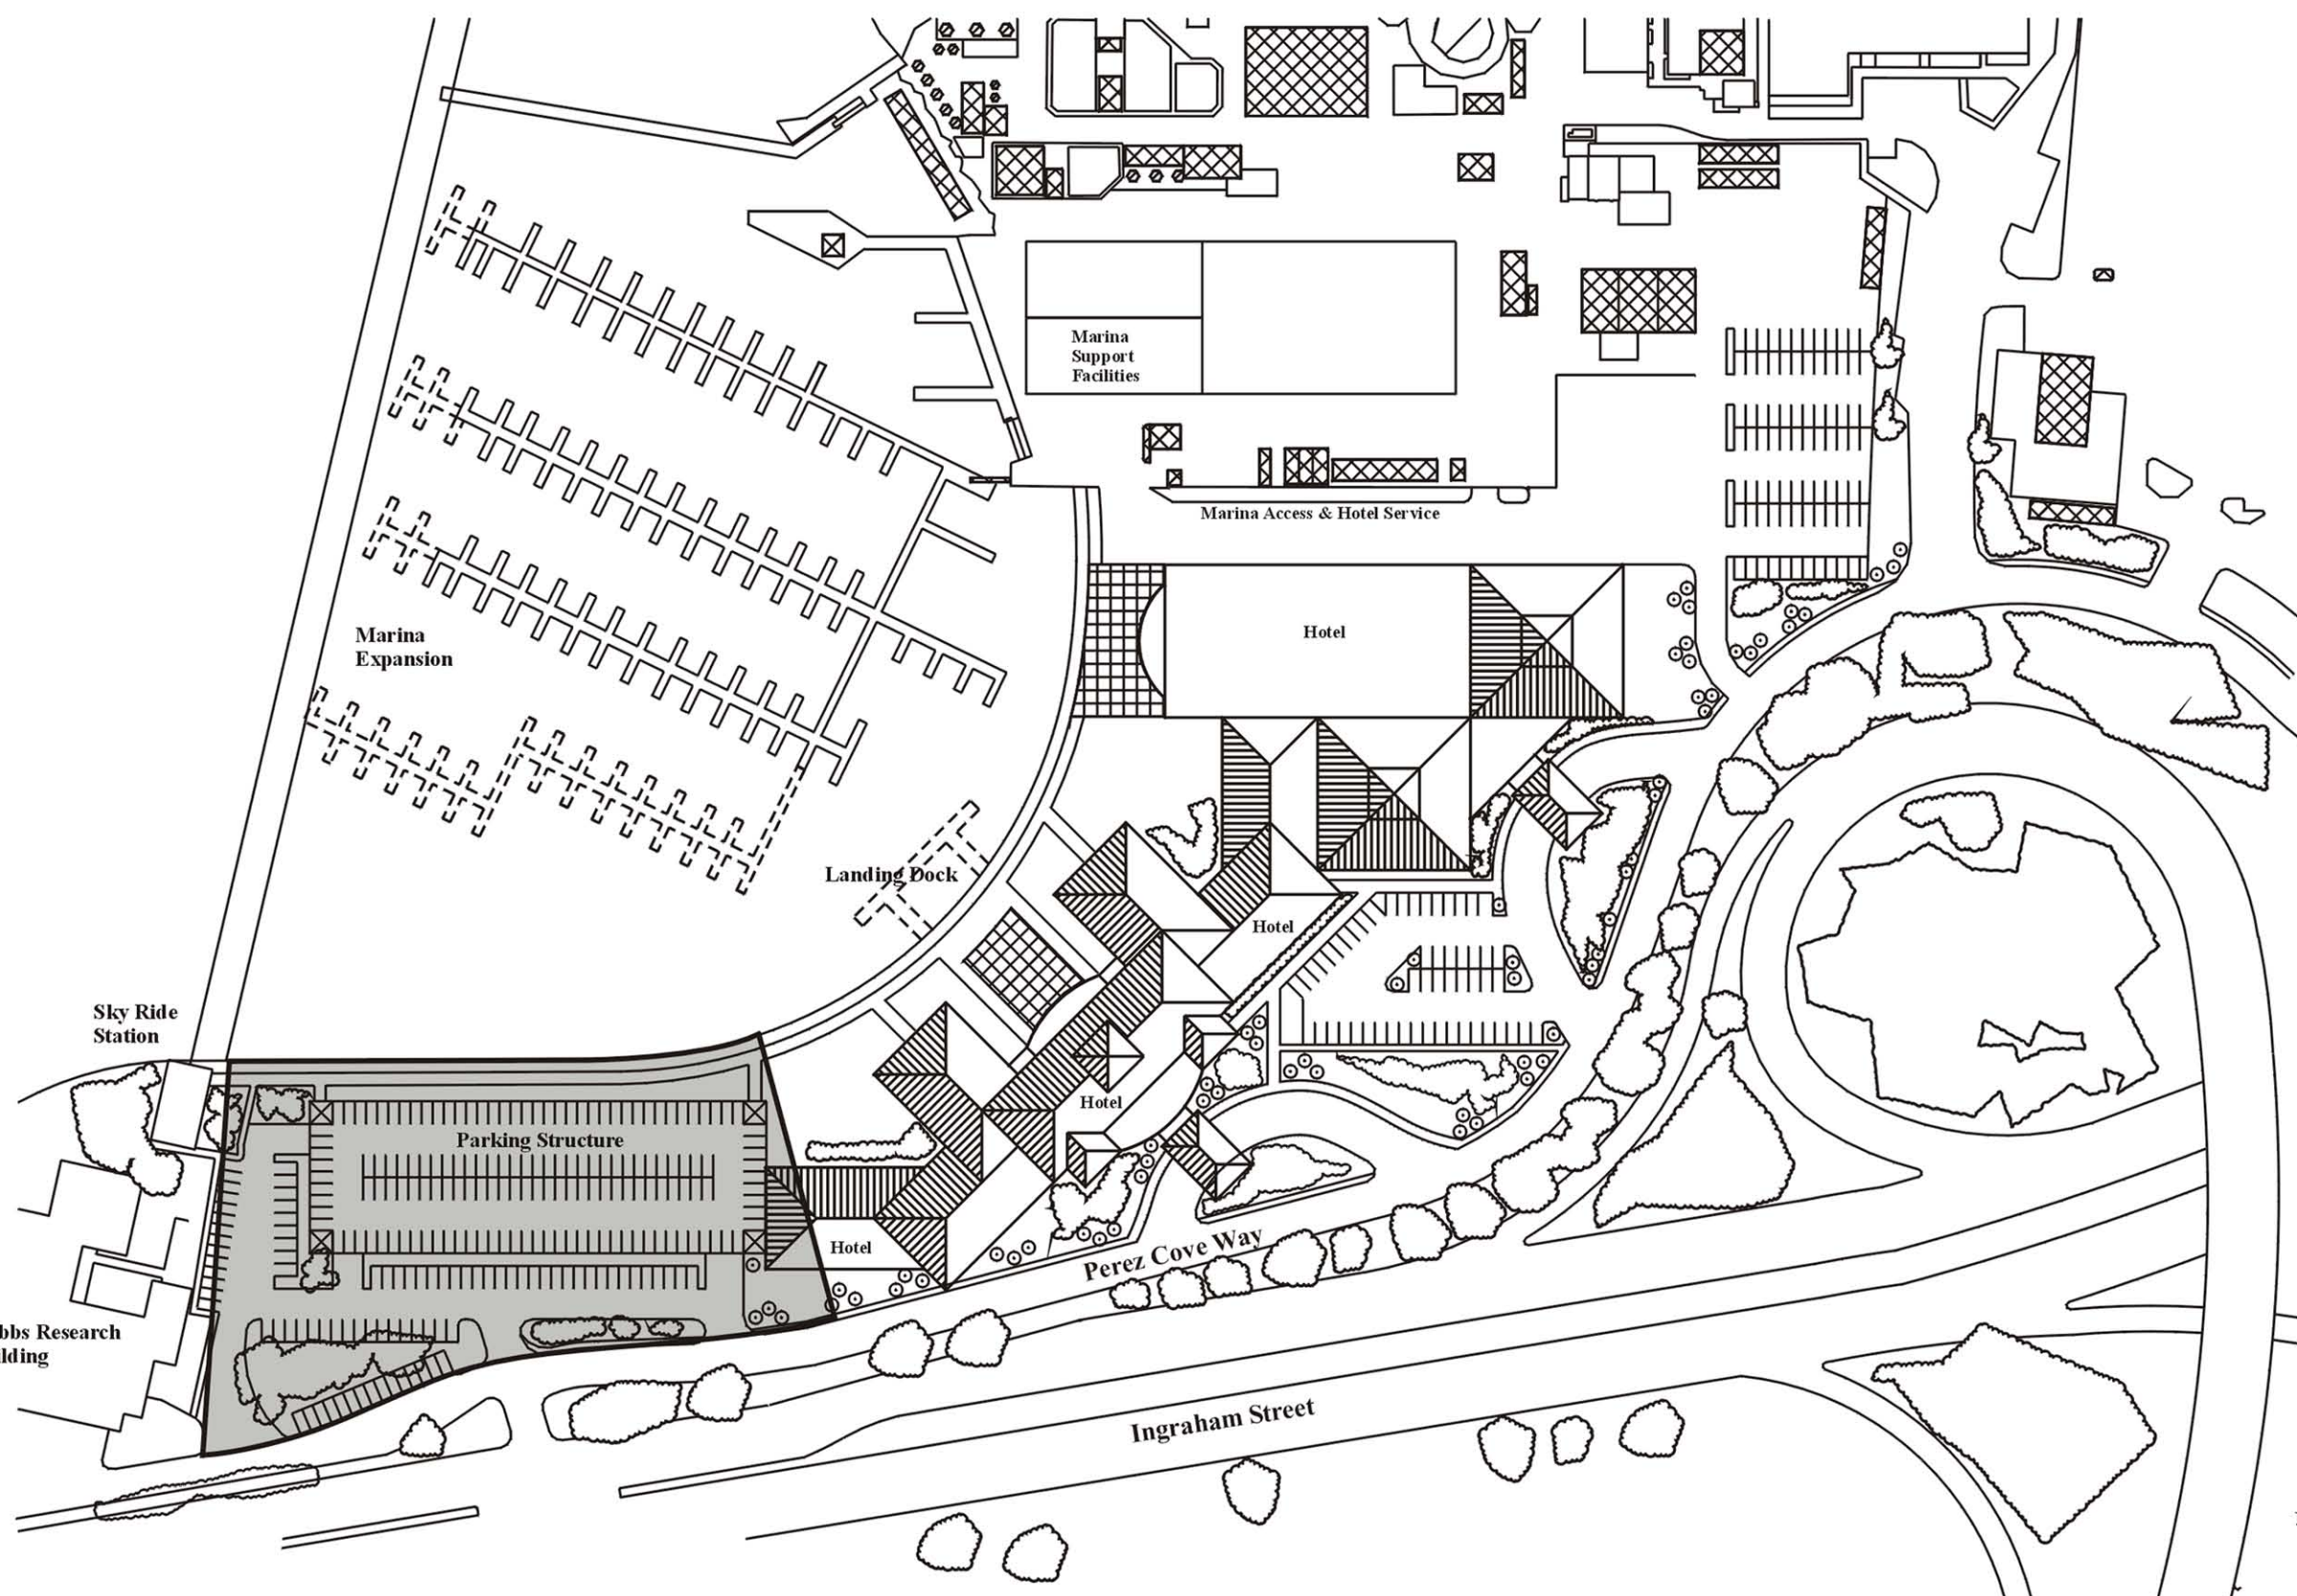 Marina
Support
Facilities
Marina Access & Hotel Service
Hotel
Marina
Expansion
Landing Dock
Hotel
Sky Ride
Station
Hotel
Parking Structure
Hotel
Perez Cove Way
bbs Research
lding
Ingraham Street